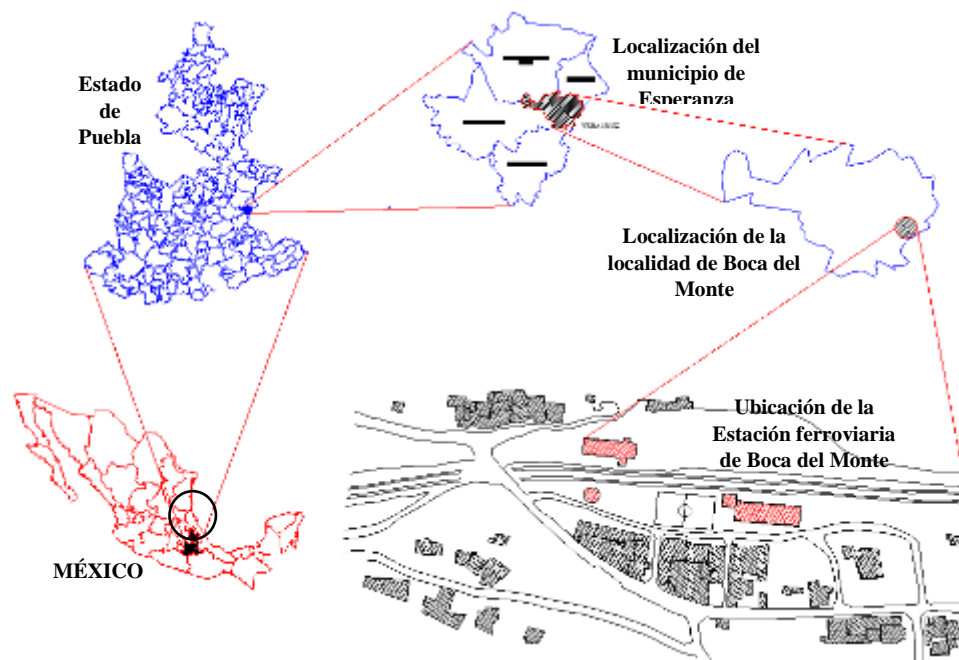 Estado
de
Puebla
Localización del
municipio de
Esperanza
VERACRUZ
Localización de la
localidad de Boca del
Monte
Ubicación de la
Estación ferroviaria
de Boca del Monte
MÉXICO